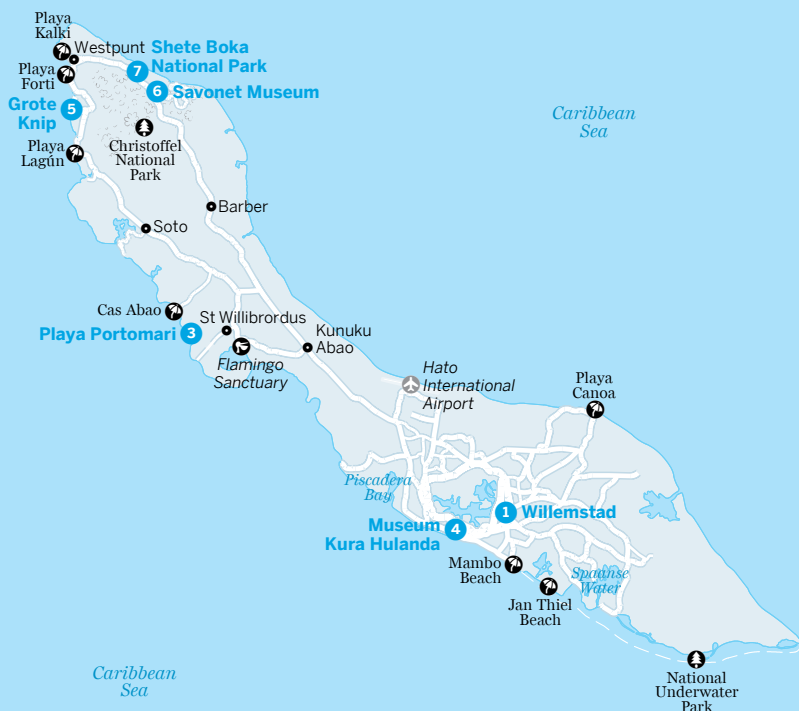 Playa
Kalki
Westpunt
Shete Boka
National Park
7
Playa
Forti
6
Savonet Museum
Grote
Knip
5
Caribbean
Sea
Christoffel
National
Park
Playa
Lagún
Barber
Soto
Cas Abao
St Willibrordus
Playa Portomari
3
Kunuku
Abao
Flamingo
Sanctuary
Hato
International
Airport
Playa
Canoa
Piscadera
Bay
1
Willemstad
Museum
Kura Hulanda
4
Mambo
Beach
Spaanse
Water
Jan Thiel
Beach
Caribbean
Sea
National
Underwater
Park